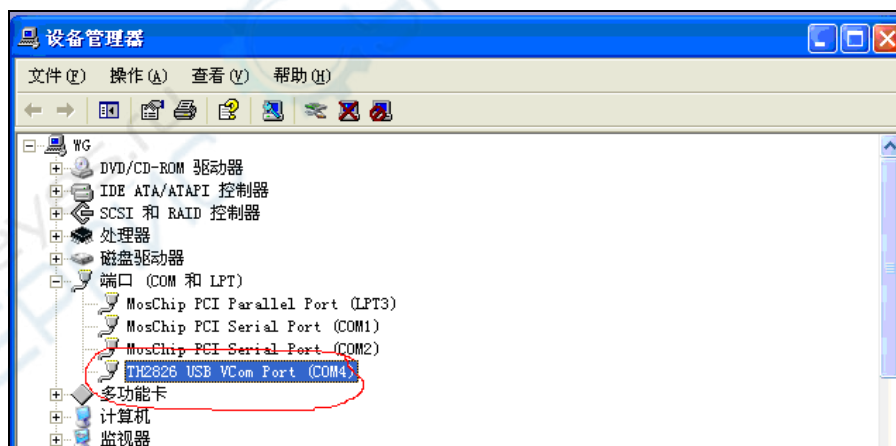 设备管理器
文件(F) 操作(A) 查看(V) 帮助(H)
WG
DVD/CD-ROM 驱动器
IDE ATA/ATAPI 控制器
SCSI 和 RAID 控制器
处理器
磁盘驱动器
端口 (COM 和 LPT)
MosChip PCI Parallel Port (LPT3)
MosChip PCI Serial Port (COM1)
MosChip PCI Serial Port (COM2)
TH2826 USB VCom Port (COM4)
多功能卡
计算机
监视器